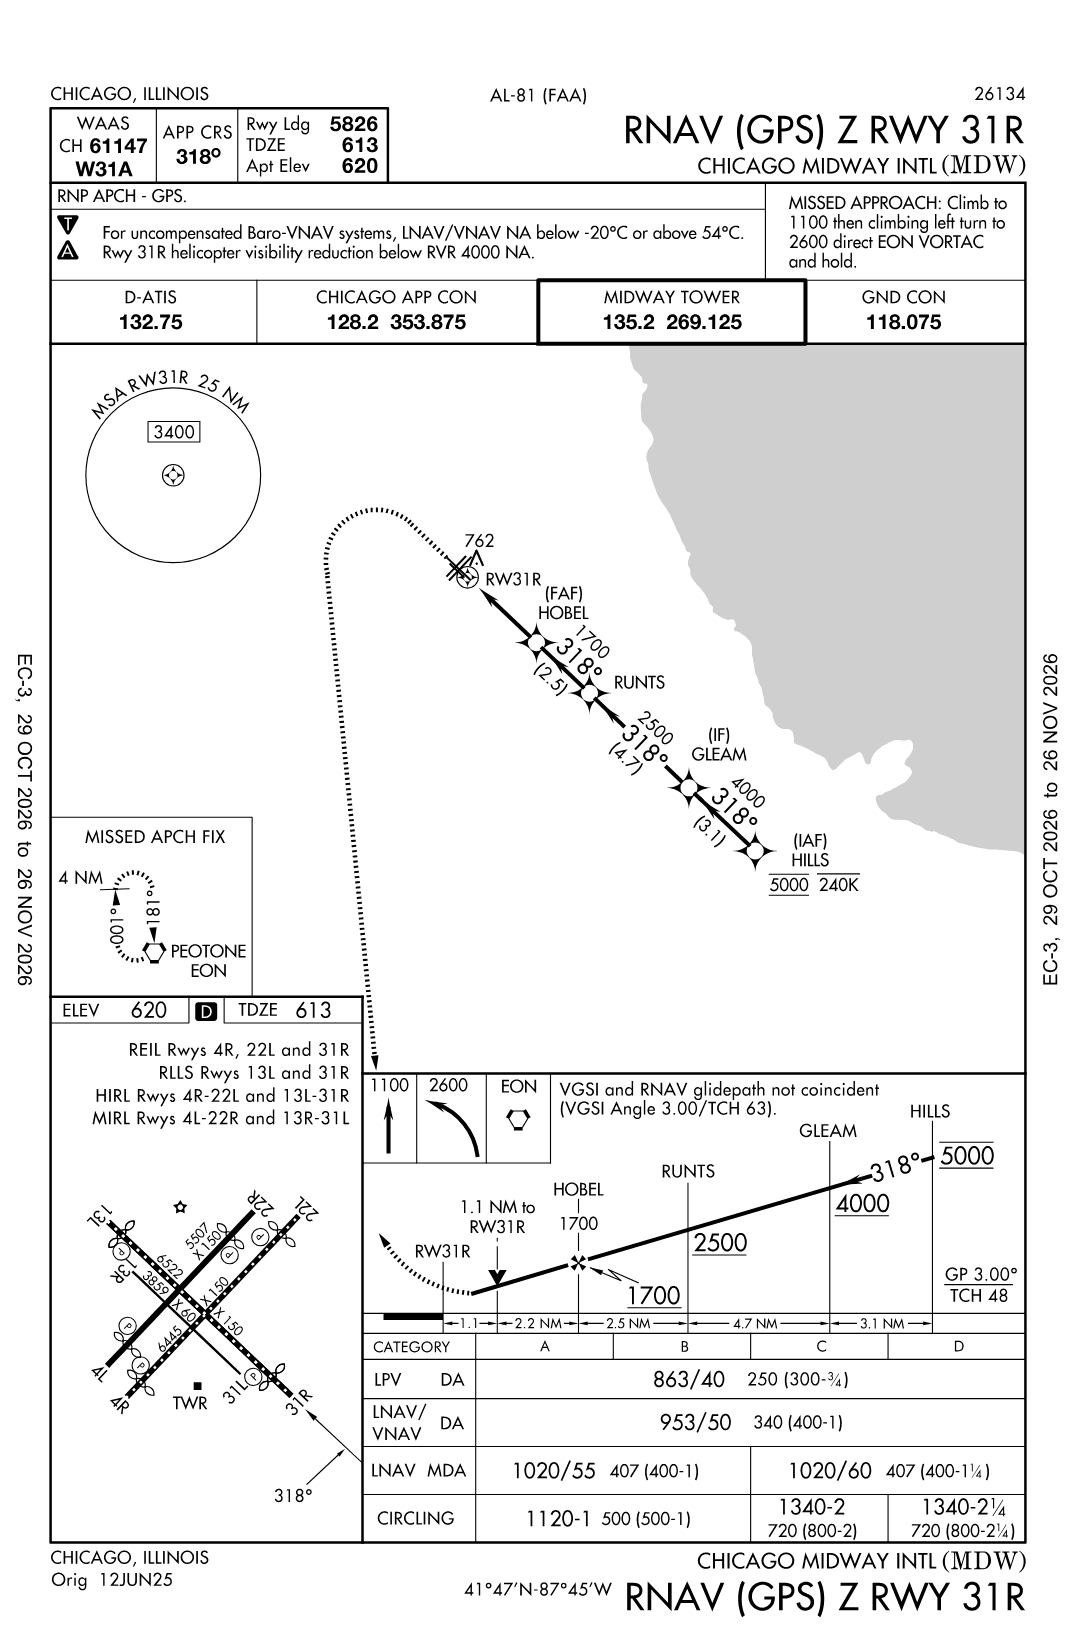 CHICAGO, ILLINOIS
AL-81 (FAA)
26134
WAAS
CH 61147
W31A
APP CRS
318°
Rwy Ldg 5826
TDZE 613
Apt Elev 620
RNAV (GPS) Z RWY 31R
CHICAGO MIDWAY INTL (MDW)
RNP APCH - GPS.
T
A
For uncompensated Baro-VNAV systems, LNAV/VNAV NA below -20°C or above 54°C.
Rwy 31R helicopter visibility reduction below RVR 4000 NA.
MISSED APPROACH: Climb to
1100 then climbing left turn to
2600 direct EON VORTAC
and hold.
D-ATIS
132.75
CHICAGO APP CON
128.2 353.875
MIDWAY TOWER
135.2 269.125
GND CON
118.075
MSA RW31R 25 NM
3400
762
RW31R
(FAF)
HOBEL
1700
318°
(2.5)
RUNTS
2500
318°
(4.7)
(IF)
GLEAM
4000
318°
(3.1)
(IAF)
HILLS
5000 240K
EC-3, 29 OCT 2026 to 26 NOV 2026
EC-3, 29 OCT 2026 to 26 NOV 2026
MISSED APCH FIX
4 NM
181°
001°
PEOTONE
EON
ELEV 620
D
TDZE 613
REIL Rwys 4R, 22L and 31R
RLLS Rwys 13L and 31R
HIRL Rwys 4R-22L and 13L-31R
MIRL Rwys 4L-22R and 13R-31L
13L
22R
22L
13R
5507
X 150
6522
3859
X 60
X 150
X 150
6445
P
P
P
P
P
P
4L
4R
TWR
31L
31R
318°
1100
2600
EON
VGSI and RNAV glidepath not coincident
(VGSI Angle 3.00/TCH 63).
HILLS
GLEAM
RUNTS
HOBEL
1700
1.1 NM to
RW31R
RW31R
318°
5000
4000
2500
1700
GP 3.00°
TCH 48
1.1
2.2 NM
2.5 NM
4.7 NM
3.1 NM
CATEGORY A B C D
LPV DA 863/40 250 (300-¾)
LNAV/
VNAV DA 953/50 340 (400-1)
LNAV MDA 1020/55 407 (400-1) 1020/60 407 (400-1¼)
CIRCLING 1120-1 500 (500-1) 1340-2 720 (800-2) 1340-2¼ 720 (800-2¼)
CHICAGO, ILLINOIS
Orig 12JUN25
41°47'N-87°45'W
CHICAGO MIDWAY INTL (MDW)
RNAV (GPS) Z RWY 31R